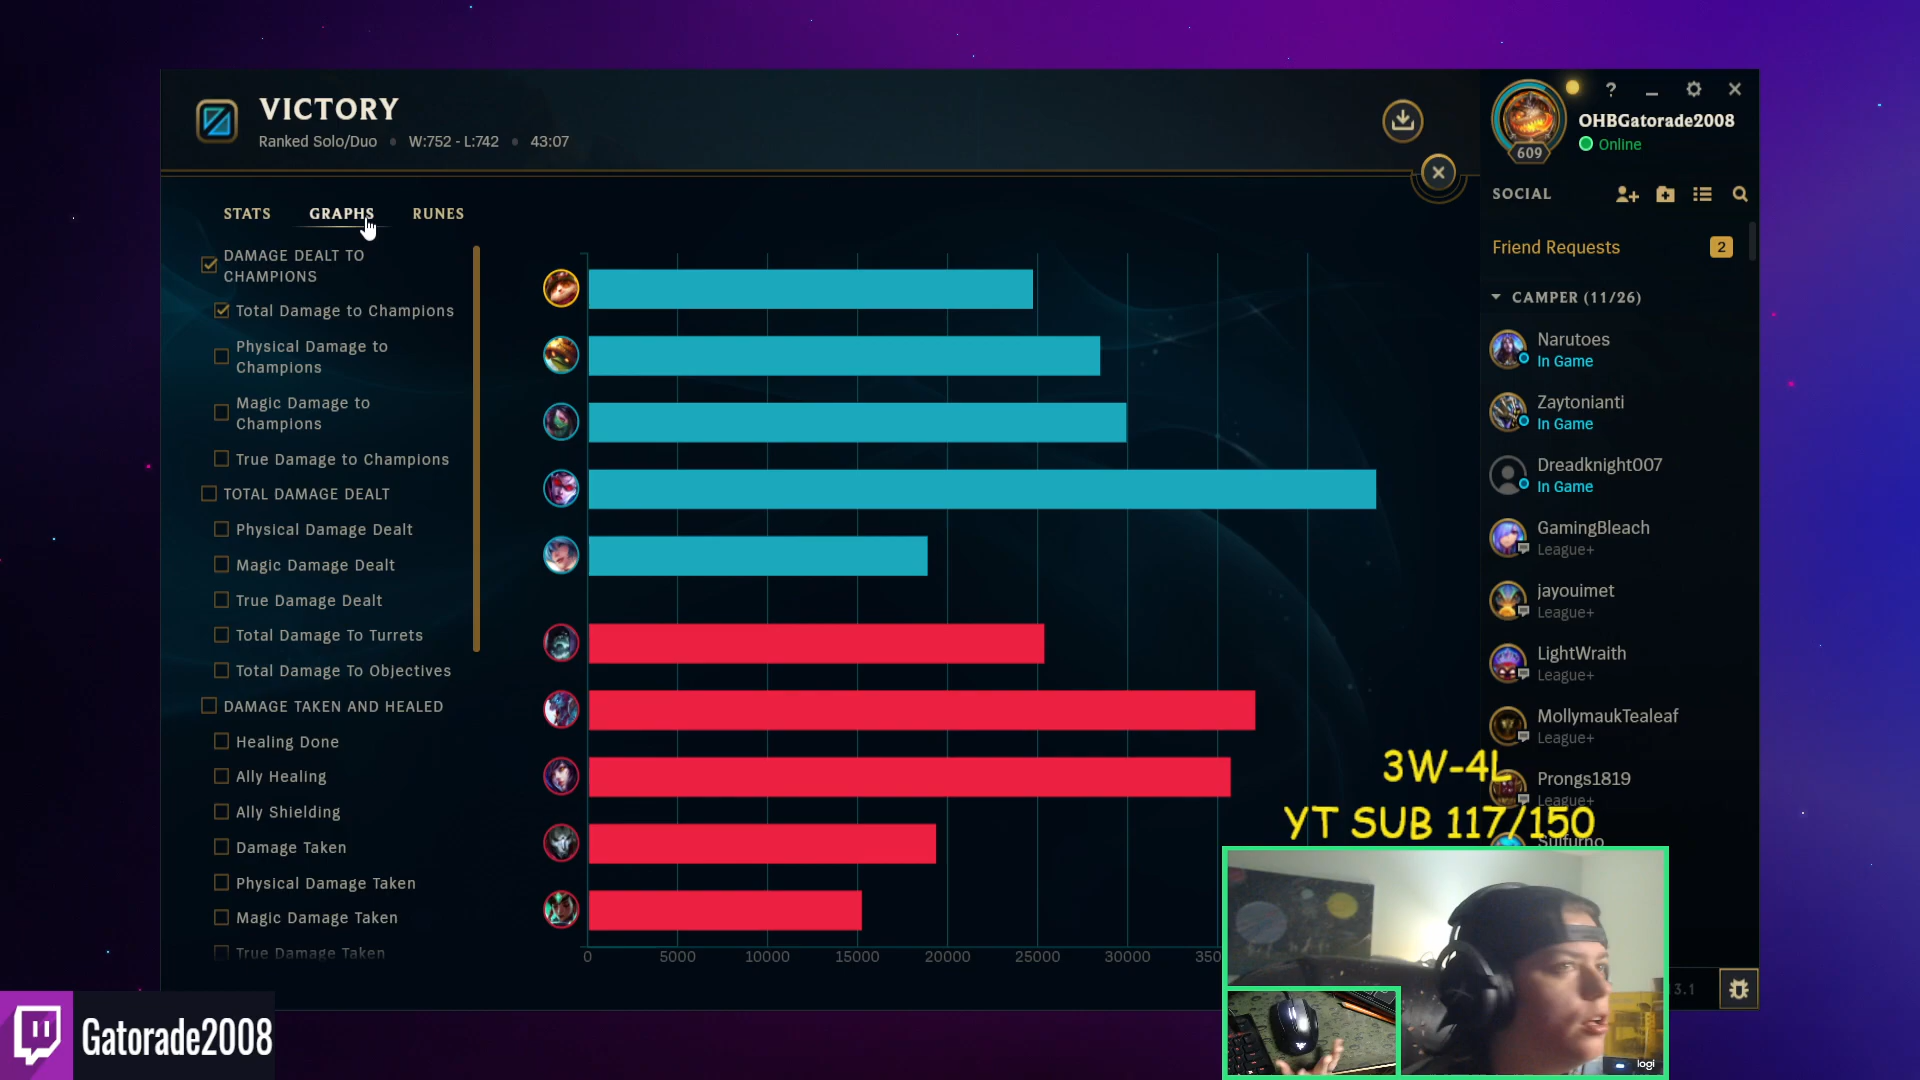 VICTORY
Ranked Solo/Duo • W:752 - L:742 • 43:07
?
OHBGatorade2008
Online
609
STATS
GRAPHS
RUNES
SOCIAL
DAMAGE DEALT TO
CHAMPIONS
Total Damage to Champions
Physical Damage to
Champions
Magic Damage to
Champions
True Damage to Champions
TOTAL DAMAGE DEALT
Physical Damage Dealt
Magic Damage Dealt
True Damage Dealt
Total Damage To Turrets
Total Damage To Objectives
DAMAGE TAKEN AND HEALED
Healing Done
Ally Healing
Ally Shielding
Damage Taken
Physical Damage Taken
Magic Damage Taken
True Damage Taken
0 5000 10000 15000 20000 25000 30000 350
Friend Requests 2
CAMPER (11/26)
Narutoes
In Game
Zaytonianti
In Game
Dreadknight007
In Game
GamingBleach
League+
jayouimet
League+
LightWraith
League+
MollymaukTealeaf
League+
Prongs1819
League+
3W-4L
YT SUB 117/150
3.1
logi
Gatorade2008